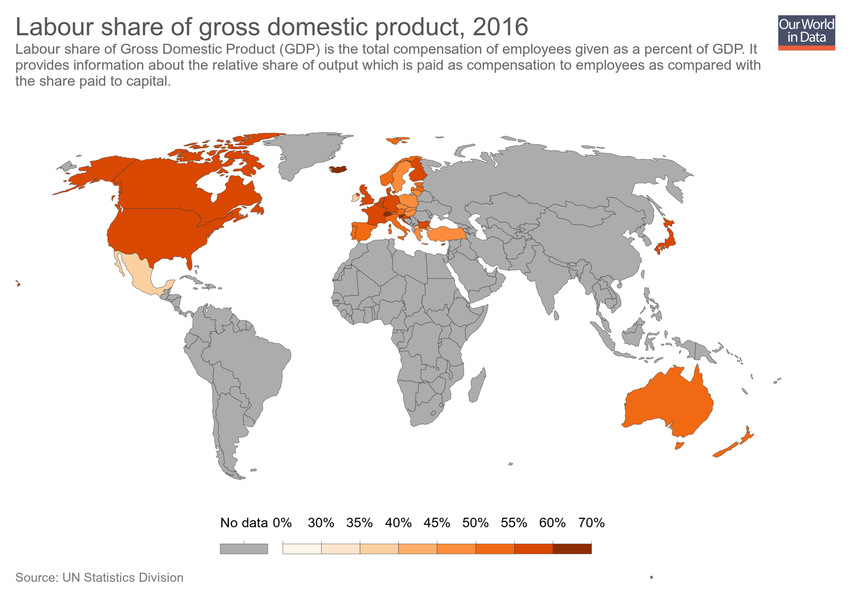 Labour share of gross domestic product, 2016
Our World
in Data
Labour share of Gross Domestic Product (GDP) is the total compensation of employees given as a percent of GDP. It
provides information about the relative share of output which is paid as compensation to employees as compared with
the share paid to capital.
No data 0% 30% 35% 40% 45% 50% 55% 60% 70%
Source: UN Statistics Division